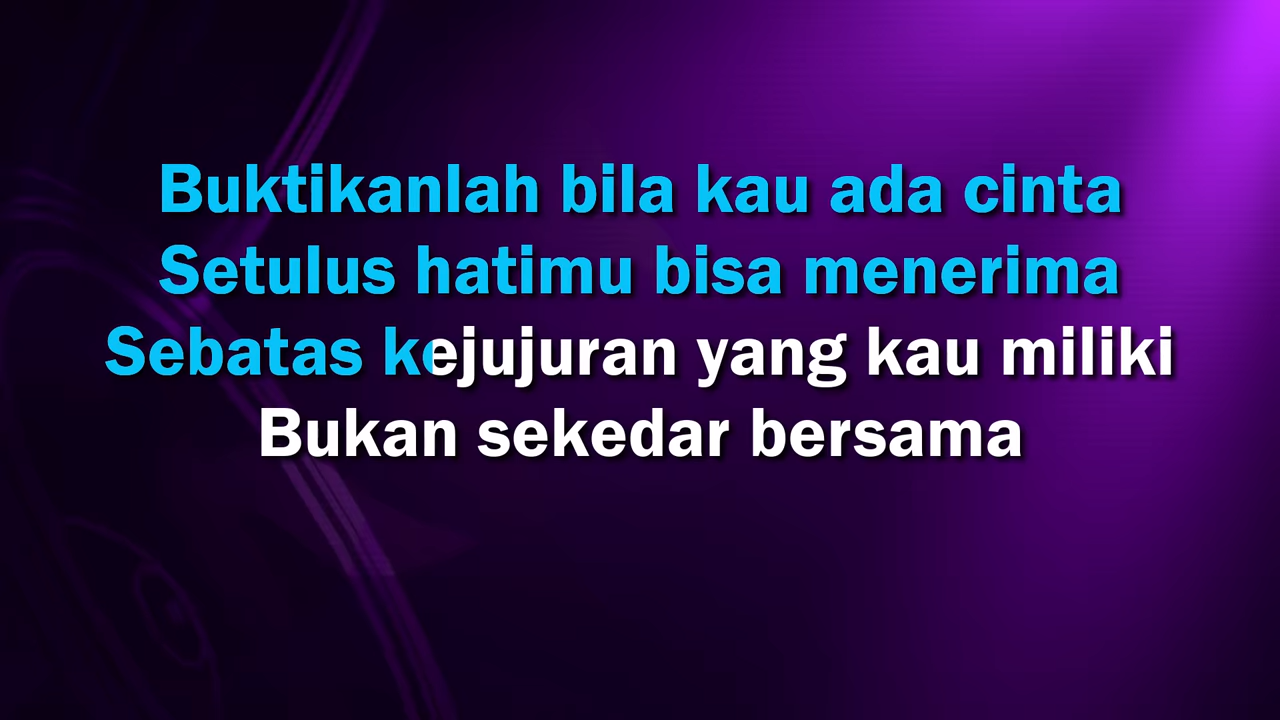 Buktikanlah bila kau ada cinta
Setulus hatimu bisa menerima
Sebatas kejujuran yang kau miliki
Bukan sekedar bersama